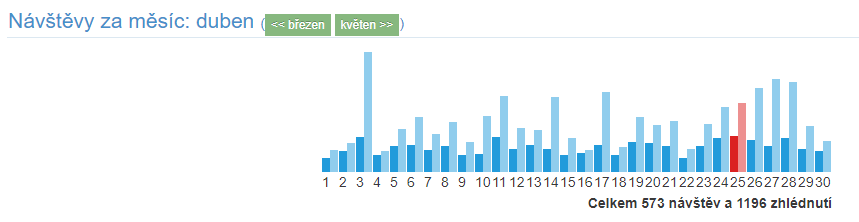 Návštěvy za měsíc: duben (<< březen květen >>)
1 2 3 4 5 6 7 8 9 10 11 12 13 14 15 16 17 18 19 20 21 22 23 24 25 26 27 28 29 30
Celkem 573 návštěv a 1196 zhlédnutí